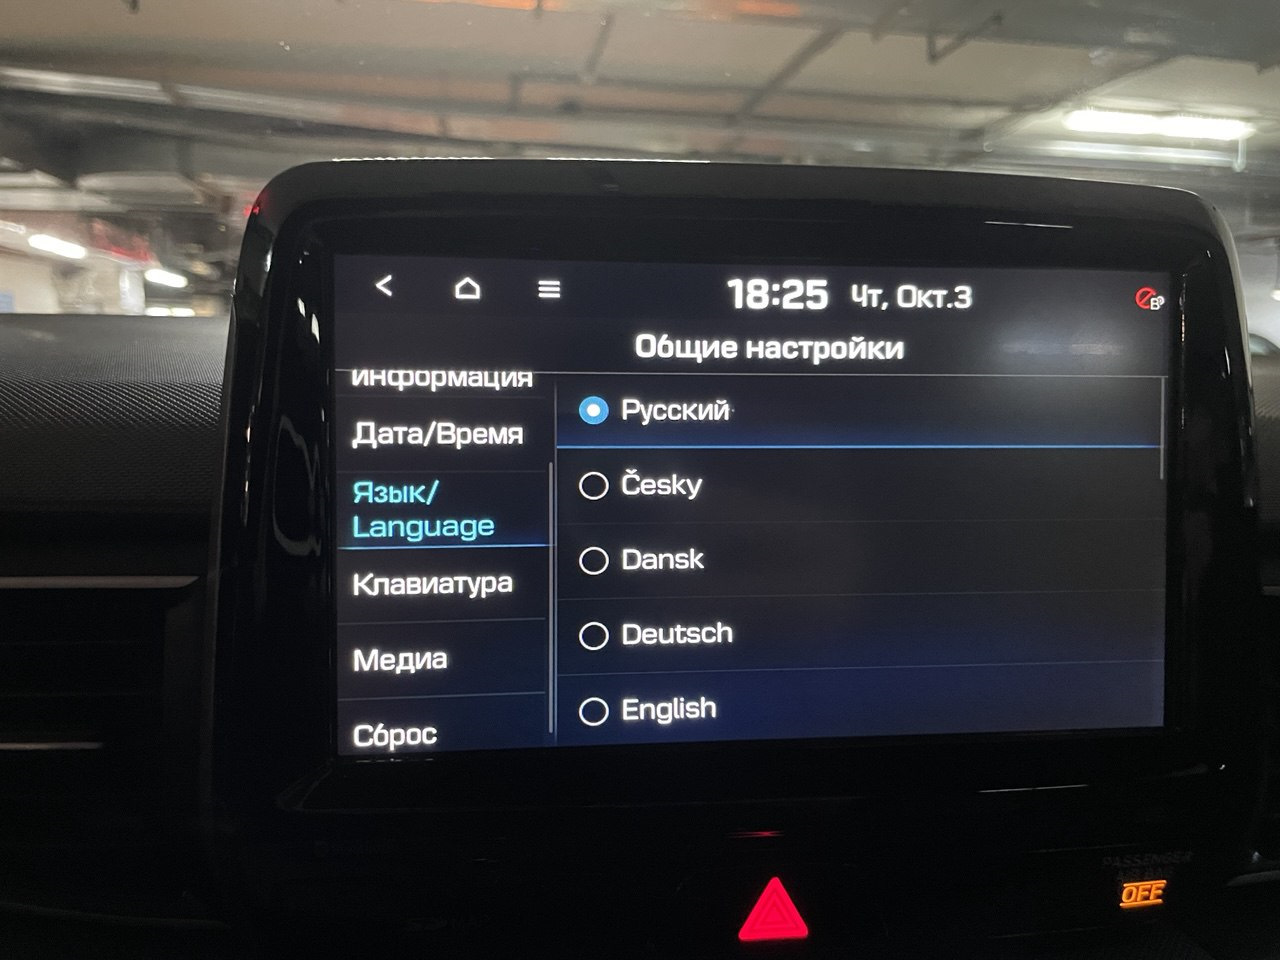 18:25 Чт, Окт.3
Общие настройки
информация
Дата/Время
Язык/
Language
Клавиатура
Медиа
Сброс
Русский
Česky
Dansk
Deutsch
English
PASSENGER
OFF